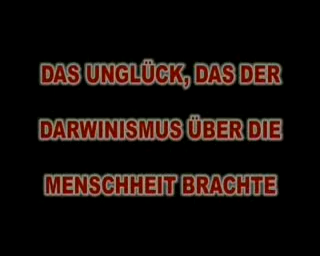 DAS UNGLÜCK, DAS DER
DARWINISMUS ÜBER DIE
MENSCHHEIT BRACHTE